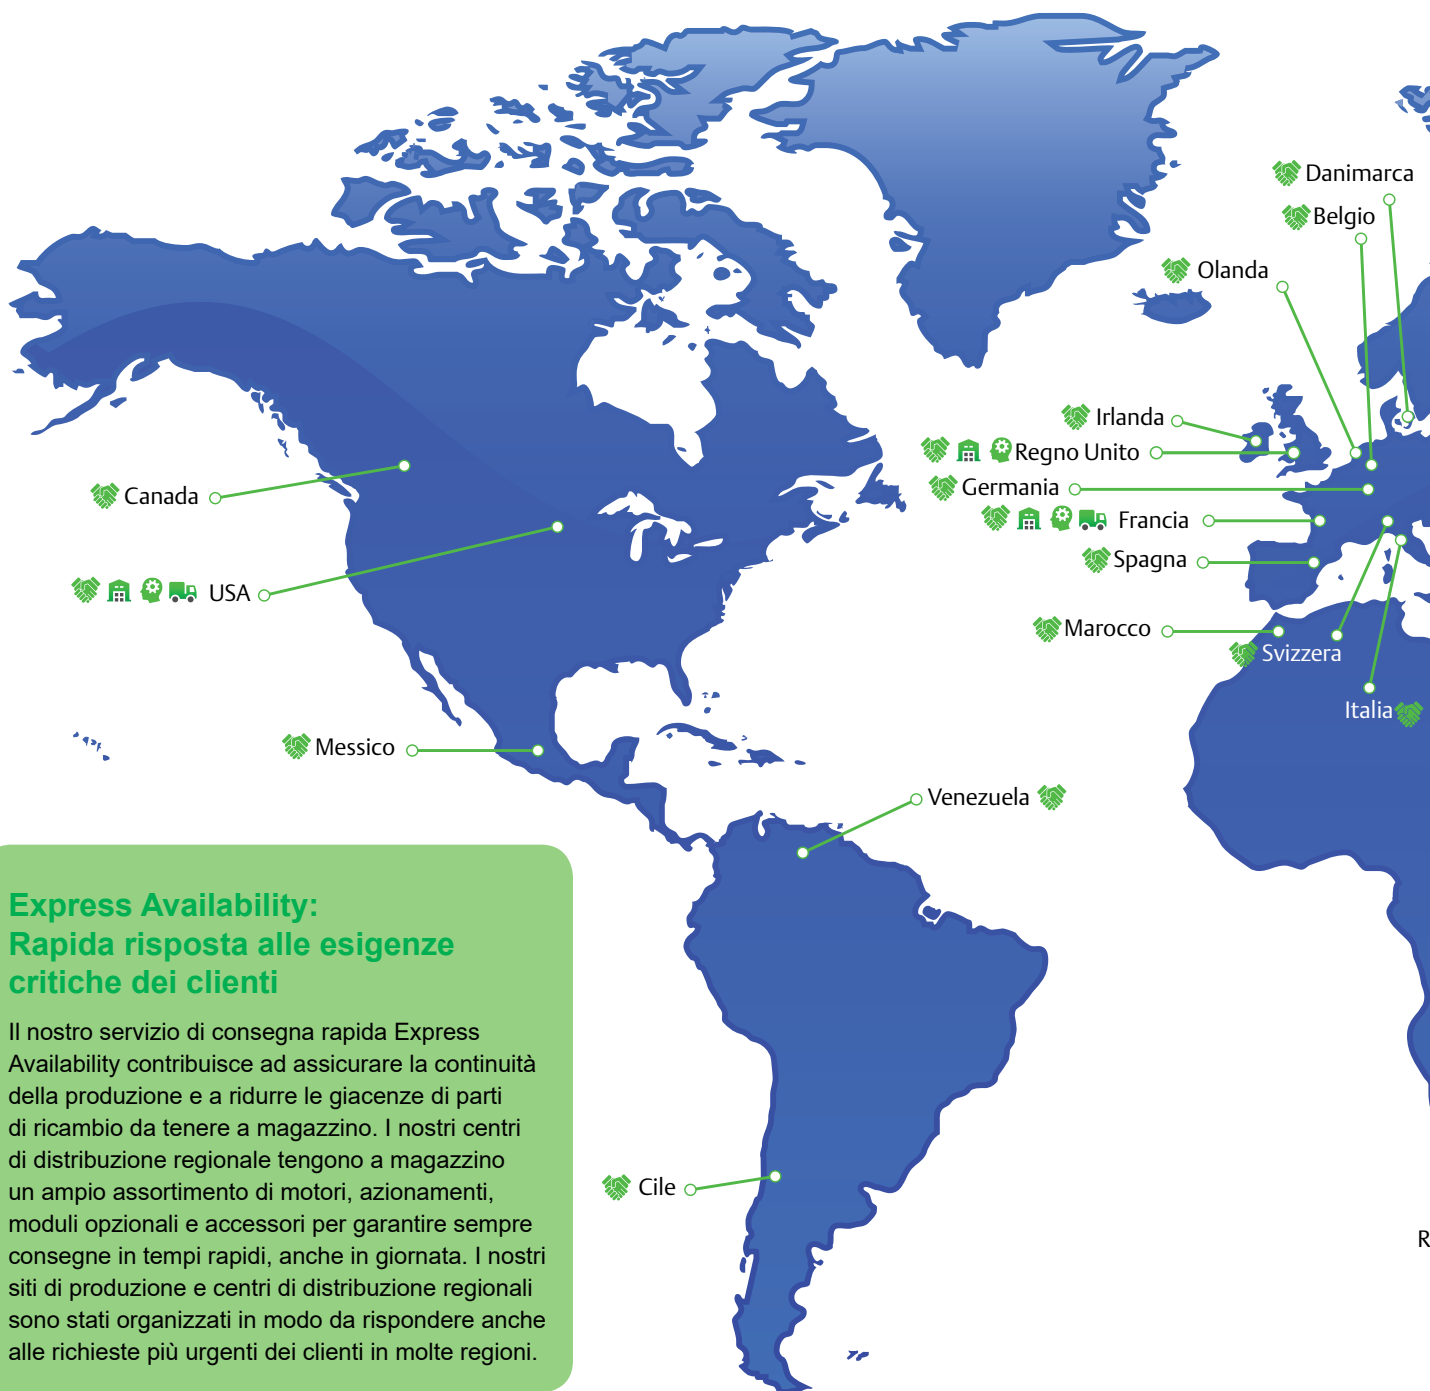 Danimarca
Belgio
Olanda
Irlanda
Regno Unito
Germania
Francia
Spagna
Marocco
Svizzera
Italia
Canada
USA
Messico
Venezuela
Cile
R
Express Availability:
Rapida risposta alle esigenze
critiche dei clienti
Il nostro servizio di consegna rapida Express
Availability contribuisce ad assicurare la continuità
della produzione e a ridurre le giacenze di parti
di ricambio da tenere a magazzino. I nostri centri
di distribuzione regionale tengono a magazzino
un ampio assortimento di motori, azionamenti,
moduli opzionali e accessori per garantire sempre
consegne in tempi rapidi, anche in giornata. I nostri
siti di produzione e centri di distribuzione regionali
sono stati organizzati in modo da rispondere anche
alle richieste più urgenti dei clienti in molte regioni.